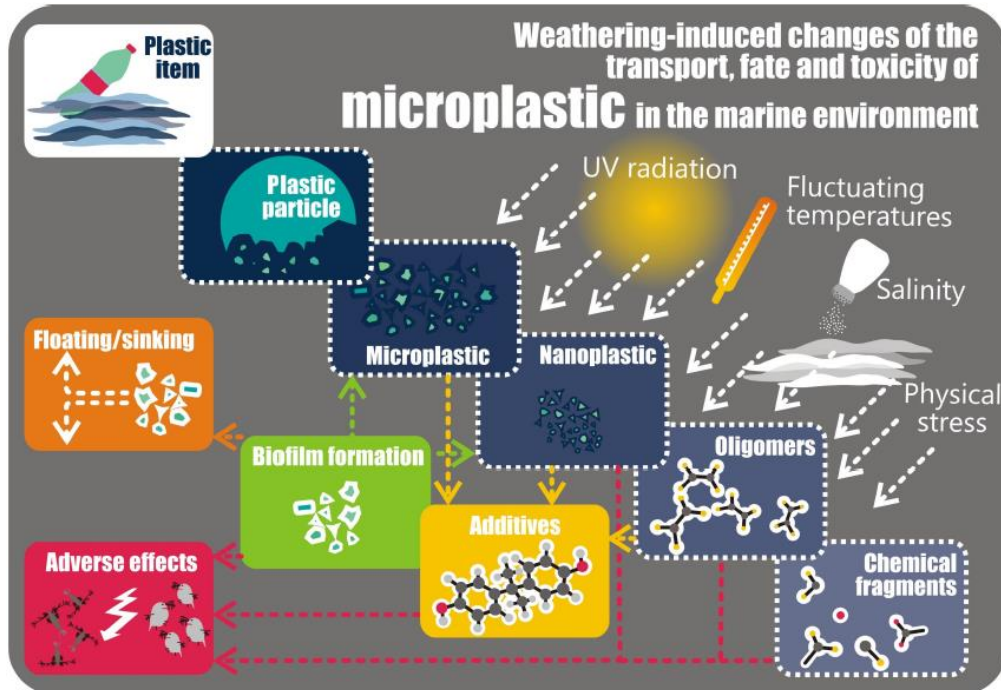 Plastic
item
Weathering-induced changes of the
transport, fate and toxicity of
microplastic in the marine environment
Plastic
particle
UV radiation
Fluctuating
temperatures
Salinity
Floating/sinking
Microplastic
Nanoplastic
Physical
stress
Biofilm formation
Oligomers
Additives
Adverse effects
Chemical
fragments